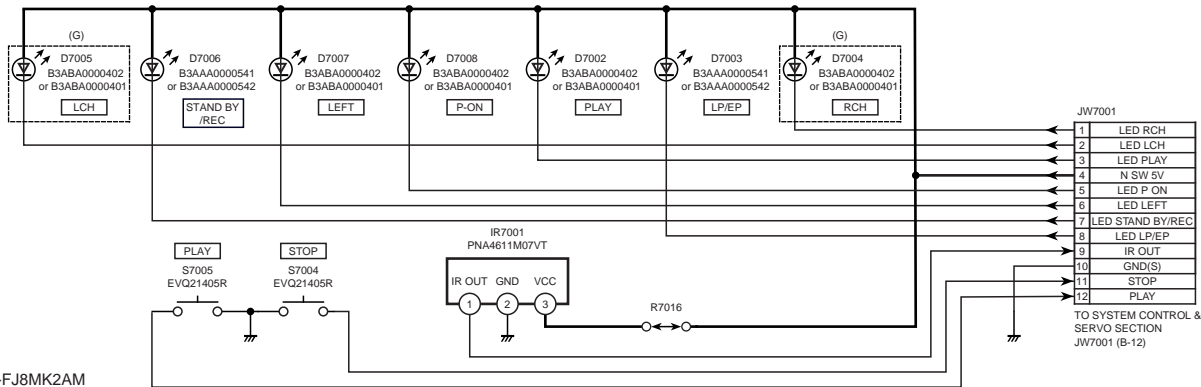 (G)
D7005
B3ABA0000402
or B3ABA0000401
LCH
D7006
B3AAA0000541
or B3AAA0000542
STAND BY
/REC
D7007
B3ABA0000402
or B3ABA0000401
LEFT
D7008
B3ABA0000402
or B3ABA0000401
P-ON
D7002
B3ABA0000402
or B3ABA0000401
PLAY
D7003
B3AAA0000541
or B3AAA0000542
LP/EP
(G)
D7004
B3ABA0000402
or B3ABA0000401
RCH
JW7001
1 LED RCH
2 LED LCH
3 LED PLAY
4 N SW 5V
5 LED P ON
6 LED LEFT
7 LED STAND BY/REC
8 LED LP/EP
9 IR OUT
10 GND(S)
11 STOP
12 PLAY
TO SYSTEM CONTROL &
SERVO SECTION
JW7001 (B-12)
PLAY
S7005
EVQ21405R
STOP
S7004
EVQ21405R
IR7001
PNA4611M07VT
IR OUT GND VCC
1 2 3
R7016
-FJ8MK2AM